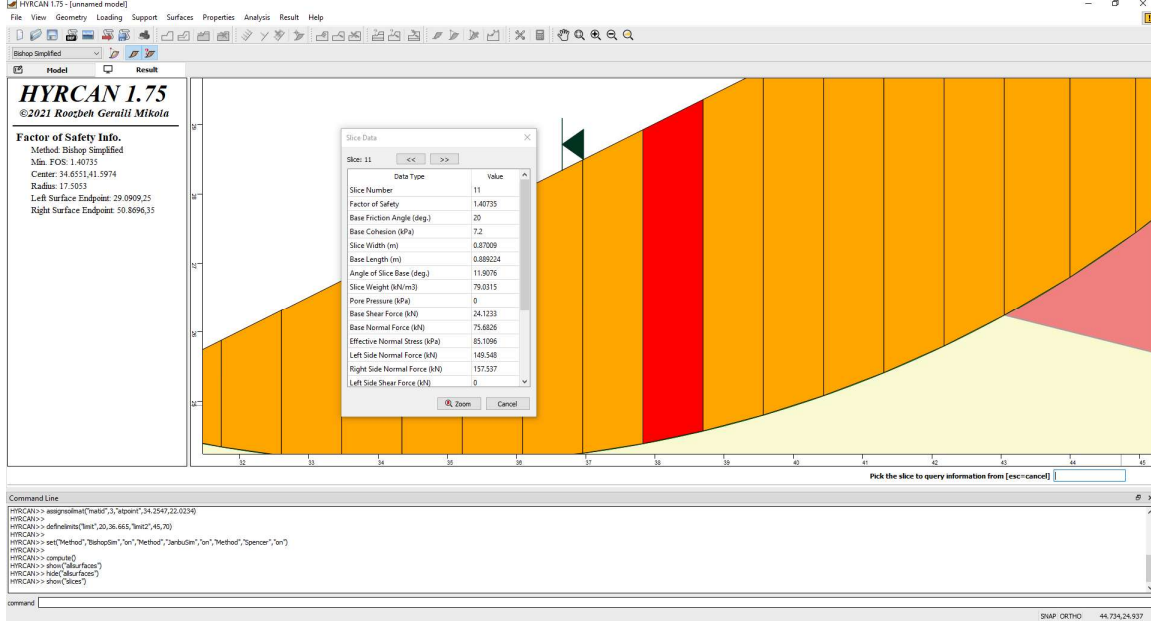 HYRCAN 1.75 - [unnamed model]
File View Geometry Loading Support Surfaces Properties Analysis Result Help
Bishop Simplified
Model Result
HYRCAN 1.75
©2021 Roozbeh Geraili Mikola
Factor of Safety Info.
Method: Bishop Simplified
Min. FOS: 1.40735
Center: 34.6551,41.5974
Radius: 17.5053
Left Surface Endpoint: 29.0909,25
Right Surface Endpoint: 50.8696,35
29
28
27
26
25
Slice Data
Slice: 11 << >>
Data Type Value
Slice Number 11
Factor of Safety 1.40735
Base Friction Angle (deg.) 20
Base Cohesion (kPa) 7.2
Slice Width (m) 0.87009
Base Length (m) 0.889224
Angle of Slice Base (deg.) 11.9076
Slice Weight (kN/m3) 79.0315
Pore Pressure (kPa) 0
Base Shear Force (kN) 24.1233
Base Normal Force (kN) 75.6826
Effective Normal Stress (kPa) 85.1096
Left Side Normal Force (kN) 149.548
Right Side Normal Force (kN) 157.537
Left Side Shear Force (kN) 0
Zoom Cancel
32 33 34 35 36 37 38 39 40 41 42 43 44 45
Pick the slice to query information from [esc=cancel]
Command Line
HYRCAN>> assignsoilmat("matid",3,"atpoint",34.2547,22.0234)
HYRCAN>>
HYRCAN>> definelimits("limit",20,36.665,"limit2",45,70)
HYRCAN>>
HYRCAN>> set("Method","BishopSim","on","Method","JanbuSim","on","Method","Spencer","on")
HYRCAN>>
HYRCAN>> compute()
HYRCAN>> show("allsurfaces")
HYRCAN>> hide("allsurfaces")
HYRCAN>> show("slices")
command
SNAP ORTHO 44.734,24.937